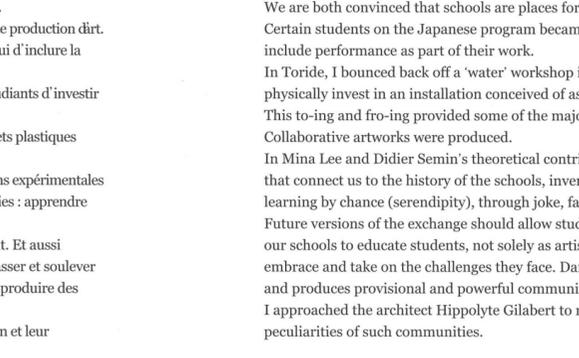 .
e production d'art.
ui d'inclure la
udiants d'investir
ets plastiques
ns expérimentales
ies : apprendre
t. Et aussi
asser et soulever
produire des
n et leur
We are both convinced that schools are places for
Certain students on the Japanese program becam
include performance as part of their work.
In Toride, I bounced back off a 'water' workshop i
physically invest in an installation conceived of as
This to-ing and fro-ing provided some of the majo
Collaborative artworks were produced.
In Mina Lee and Didier Semin's theoretical contri
that connect us to the history of the schools, inver
learning by chance (serendipity), through joke, fa
Future versions of the exchange should allow stud
our schools to educate students, not solely as artis
embrace and take on the challenges they face. Da
and produces provisional and powerful communi
I approached the architect Hippolyte Gilabert to
peculiarities of such communities.